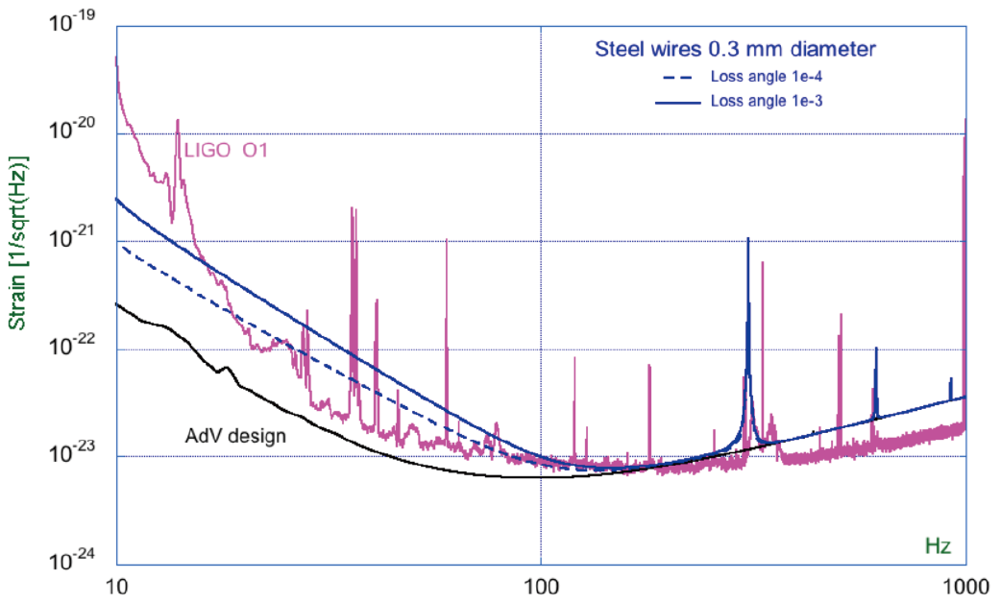 10-19
Steel wires 0.3 mm diameter
Loss angle 1e-4
Loss angle 1e-3
10-20
LIGO O1
10-21
Strain [1/sqrt(Hz)]
10-22
AdV design
10-23
Hz
10-24
10
100
1000